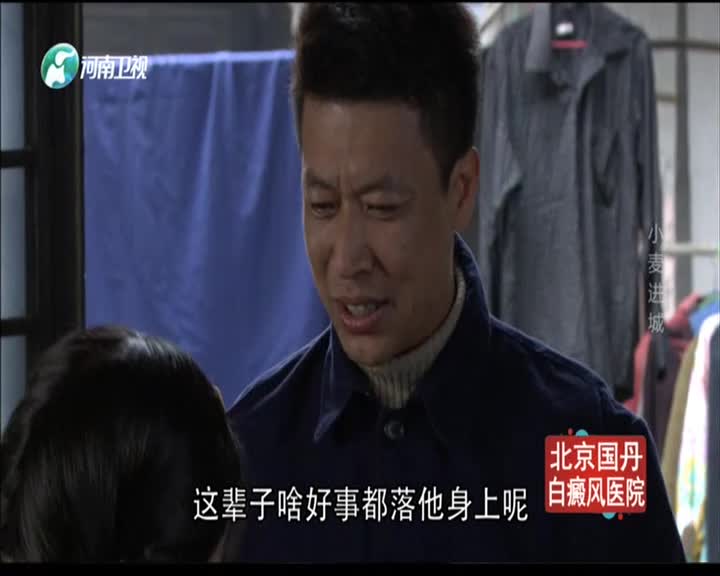 河南卫视
小麦进城
北京国丹
白癜风医院
这辈子啥好事都落他身上呢